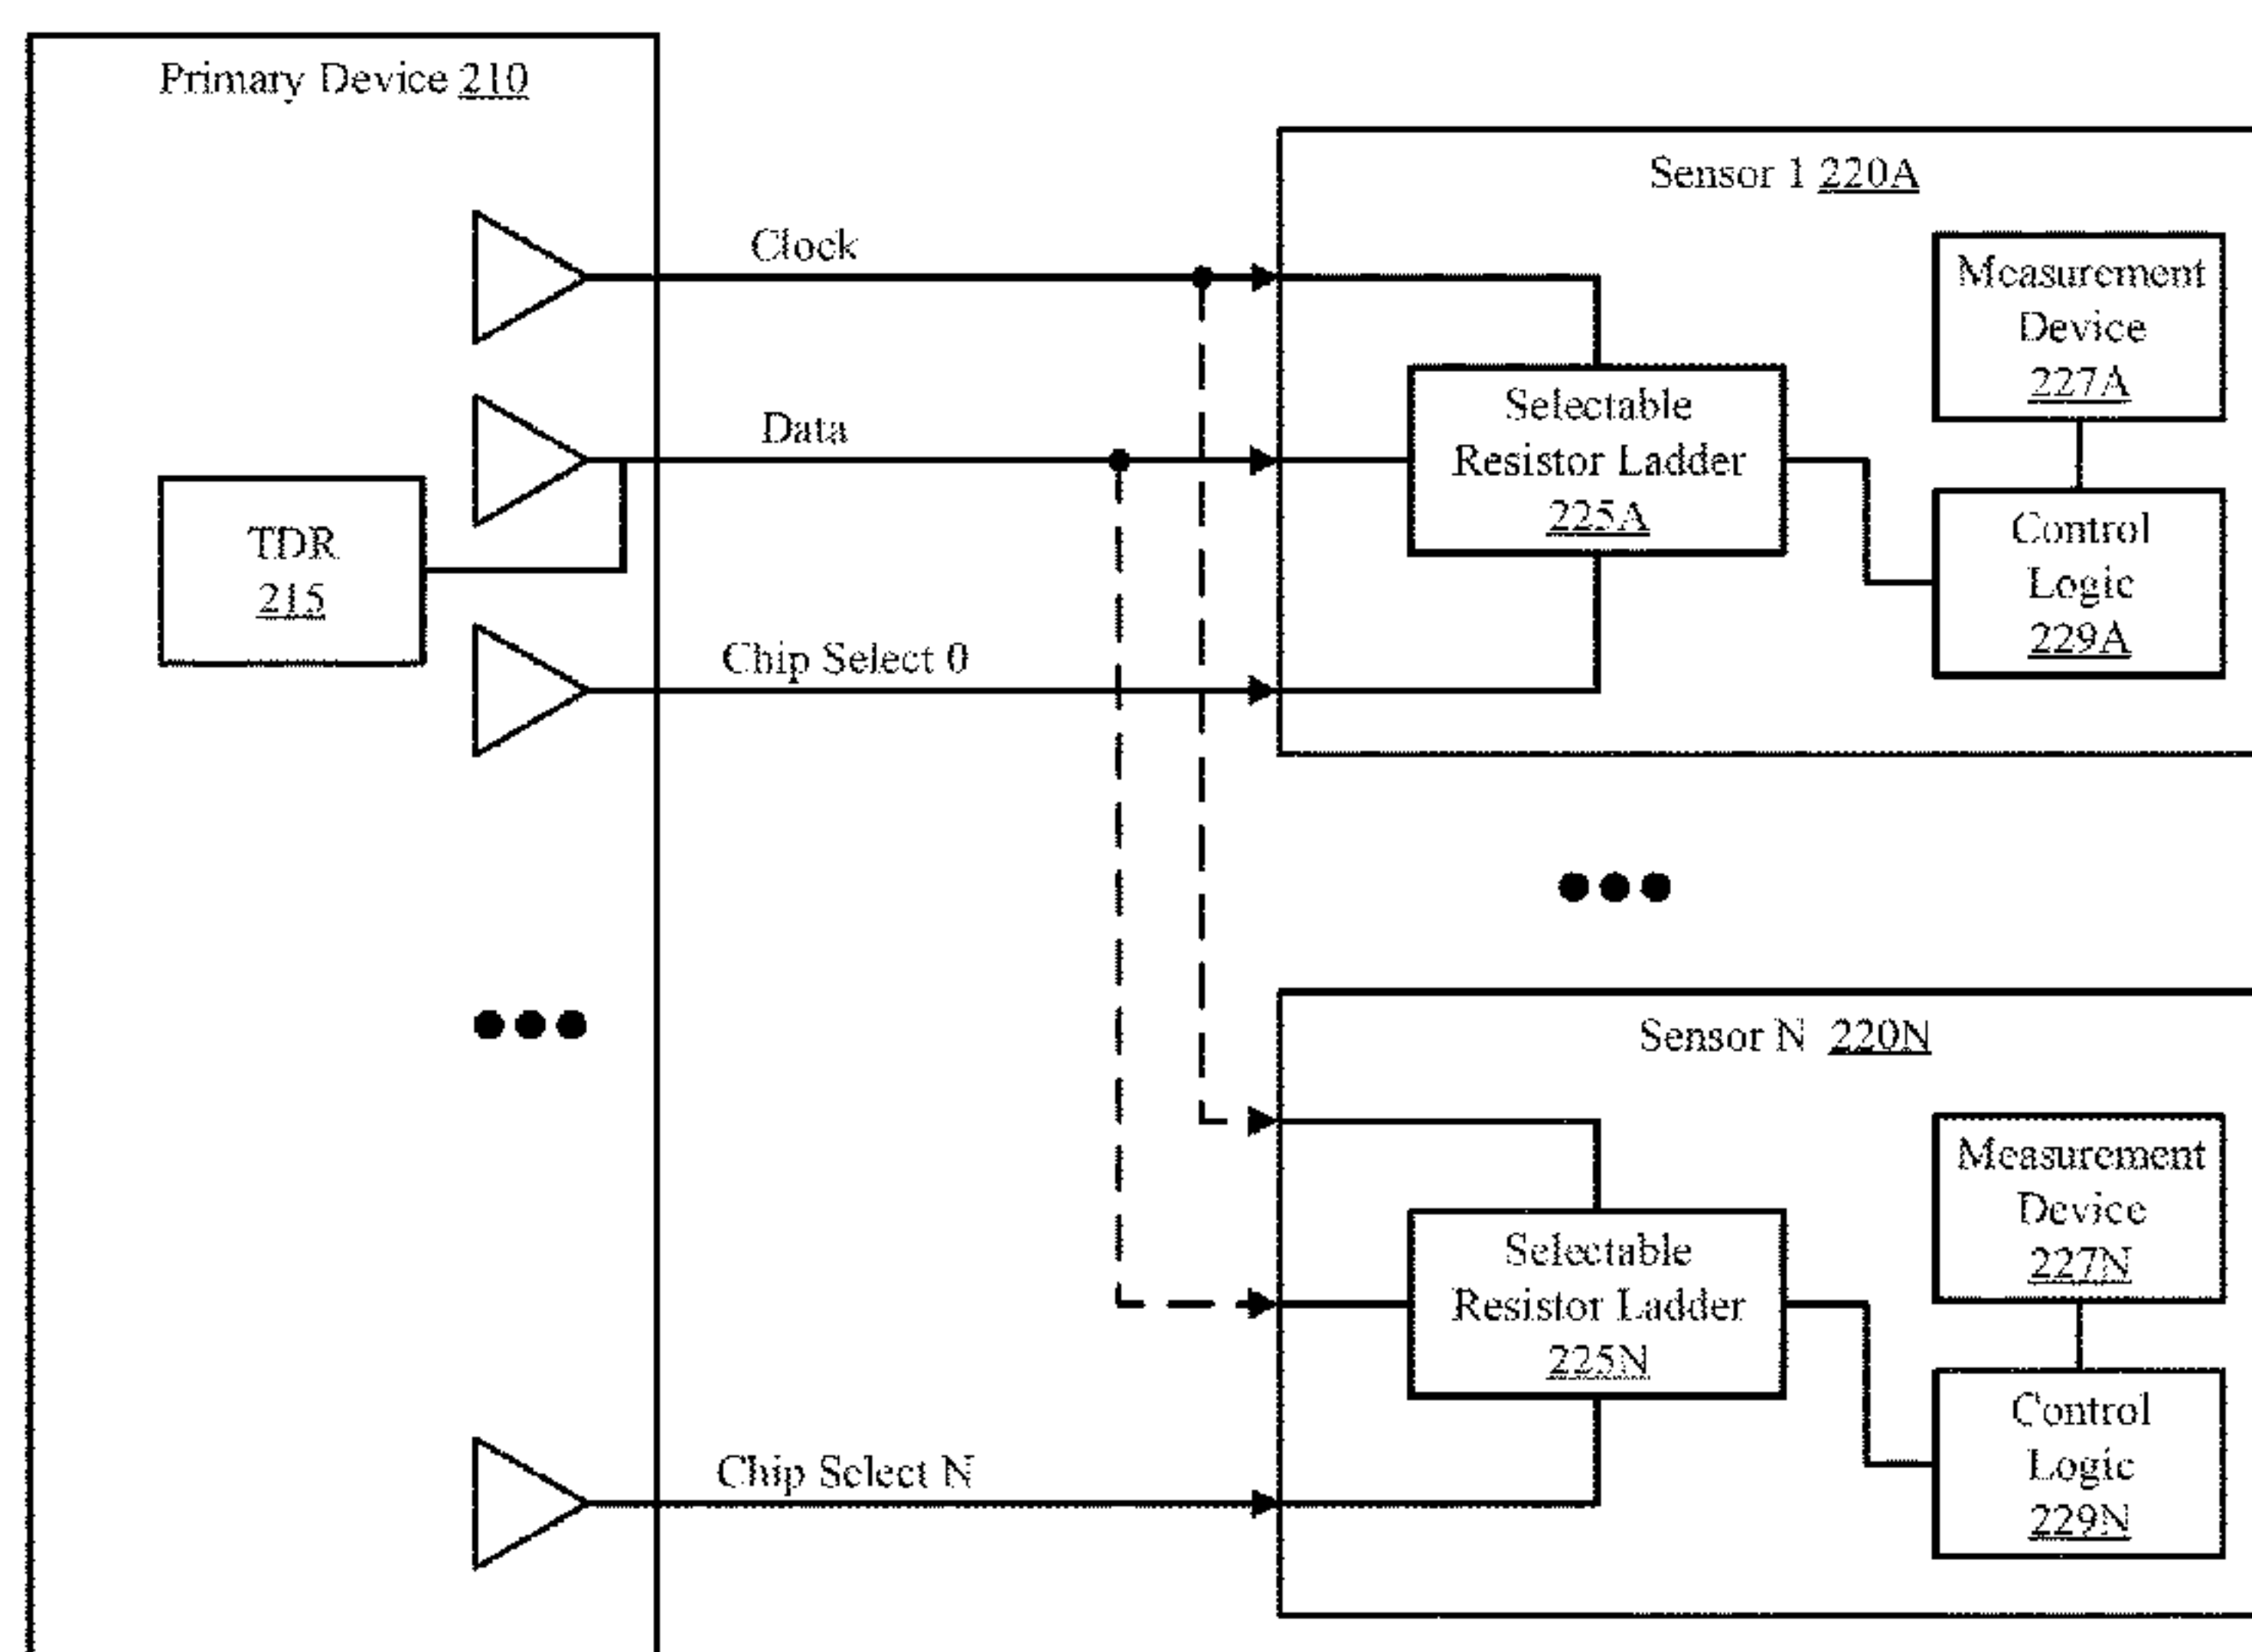 Primary Device 210
Sensor 1 220A
Clock
Measurement
Device
227A
Selectable
Resistor Ladder
225A
Data
TDR
215
Control
Logic
229A
Chip Select 0
Sensor N 220N
Measurement
Device
227N
Selectable
Resistor Ladder
225N
Control
Logic
229N
Chip Select N